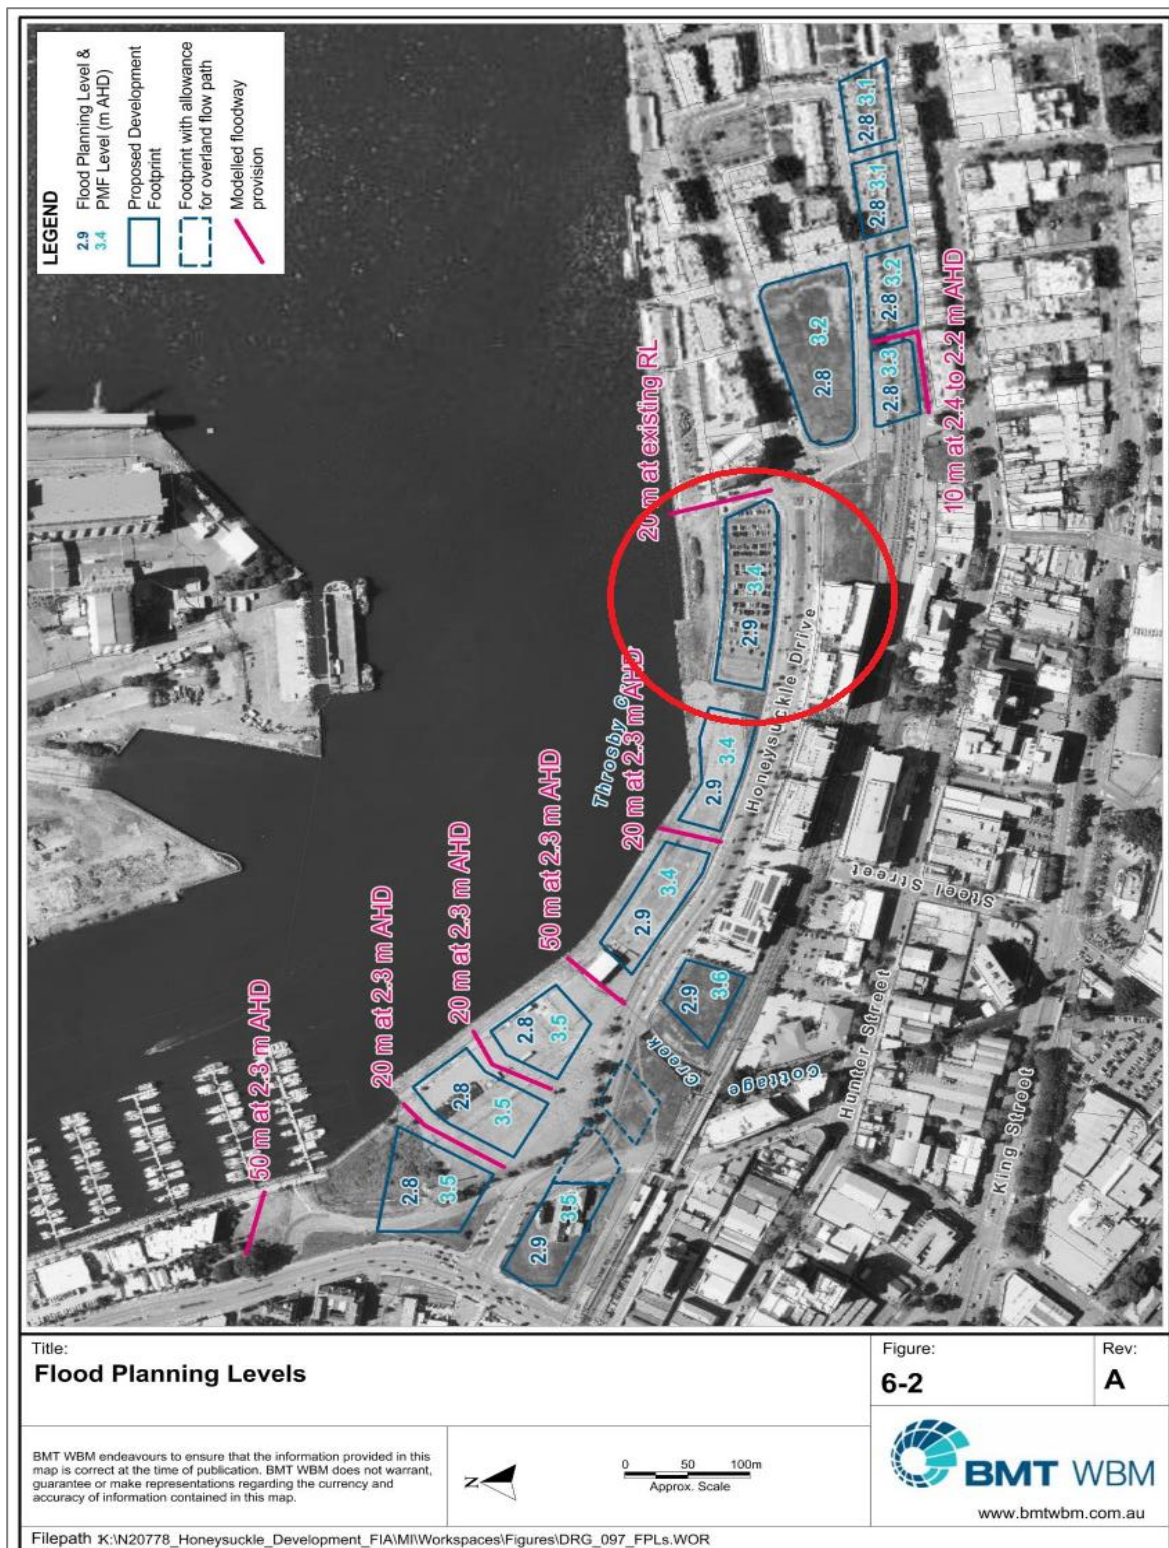 LEGEND
2.9 Flood Planning Level &
3.4 PMF Level (m AHD)
Proposed Development
Footprint
Footprint with allowance
for overland flow path
Modelled floodway
provision
2.8 3.1
2.8 3.1
2.8 3.2
2.8 3.3
2.8 3.2
10 m at 2.4 to 2.2 m AHD
20 m at existing RL
2.9 3.4
Honeysuckle Drive
Throsby C
20 m at 2.3 m AHD
2.9 3.4
2.9 3.4
50 m at 2.3 m AHD
20 m at 2.3 m AHD
20 m at 2.3 m AHD
50 m at 2.3 m AHD
2.8 3.5
2.8 3.5
2.8 3.5
2.9 3.5
2.9 3.6
Cottage Creek
Steel Street
Hunter Street
King Street
Title:
Flood Planning Levels
Figure:
6-2
Rev:
A
BMT WBM endeavours to ensure that the information provided in this
map is correct at the time of publication. BMT WBM does not warrant,
guarantee or make representations regarding the currency and
accuracy of information contained in this map.
N
0 50 100m
Approx. Scale
BMT WBM
www.bmtwbm.com.au
Filepath :K:\N20778_Honeysuckle_Development_FIA\MI\Workspaces\Figures\DRG_097_FPLs.WOR